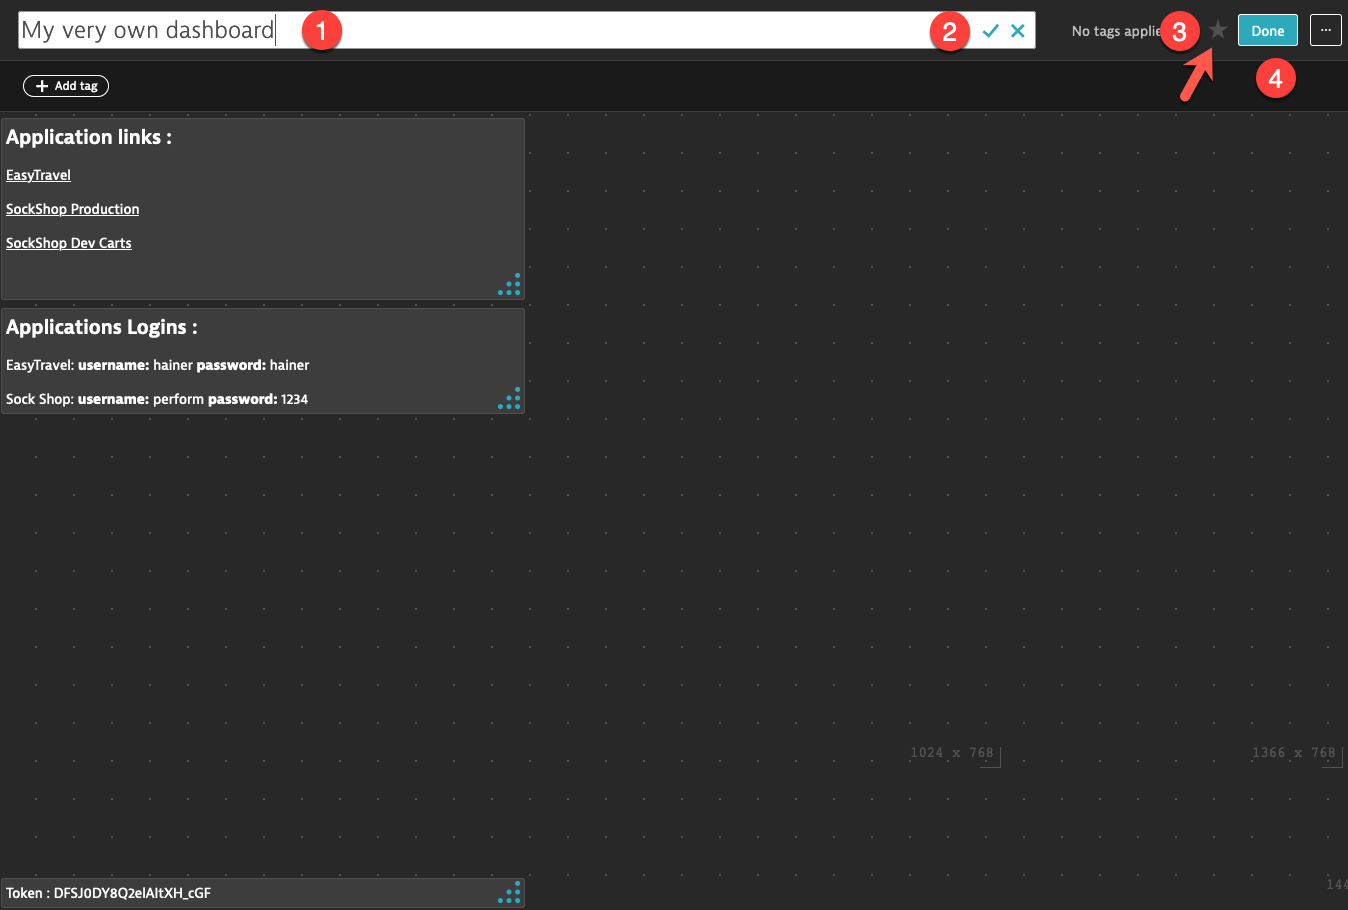 My very own dashboard 1 2 No tags applie 3 Done ...
4
+ Add tag
Application links :
EasyTravel
SockShop Production
SockShop Dev Carts
Applications Logins :
EasyTravel: username: hainer password: hainer
Sock Shop: username: perform password: 1234
1024 x 768 1366 x 768
Token : DFSJ0DY8Q2elAItXH_cGF
144